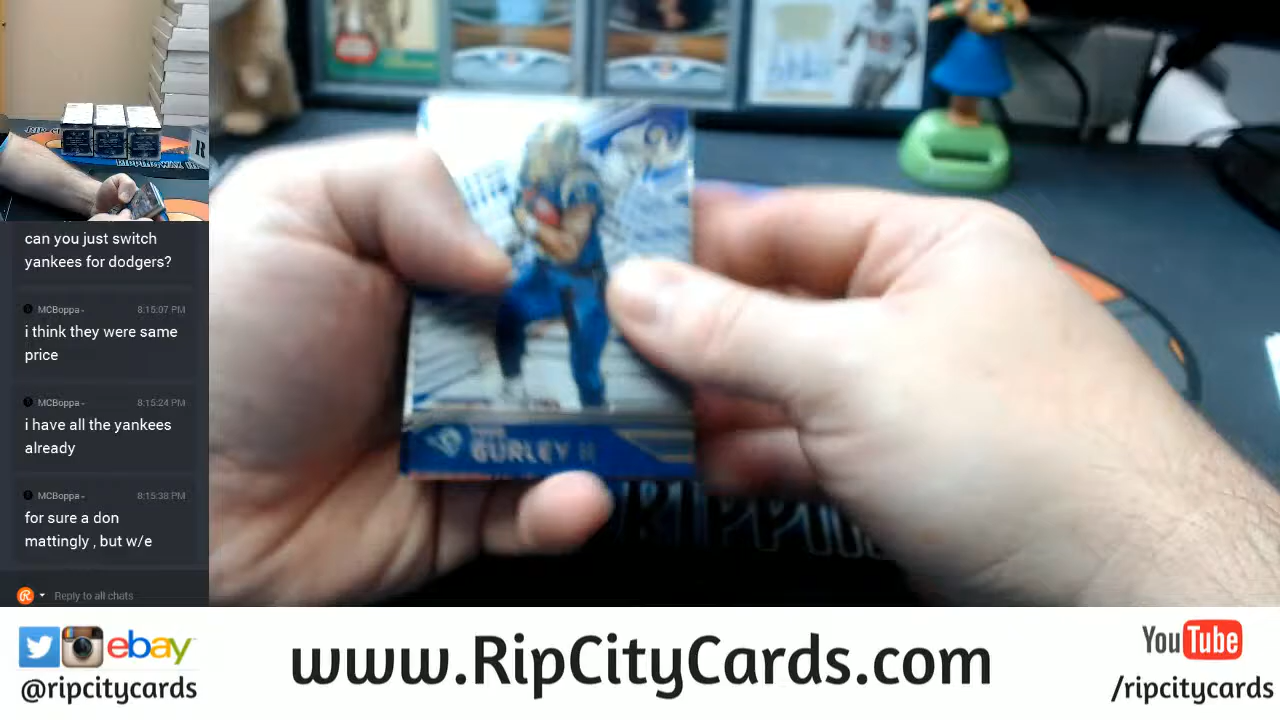 can you just switch
yankees for dodgers?
MCBoppa- 8:15:07 PM
i think they were same
price
MCBoppa- 8:15:24 PM
i have all the yankees
already
MCBoppa- 8:15:38 PM
for sure a don
mattingly , but w/e
Reply to all chats
GURLEY II
ebay
@ripcitycards
www.RipCityCards.com
YouTube
/ripcitycards